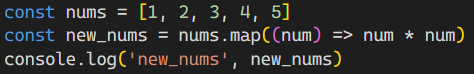 const nums = [1, 2, 3, 4, 5]
const new_nums = nums.map((num) => num * num)
console.log('new_nums', new_nums)